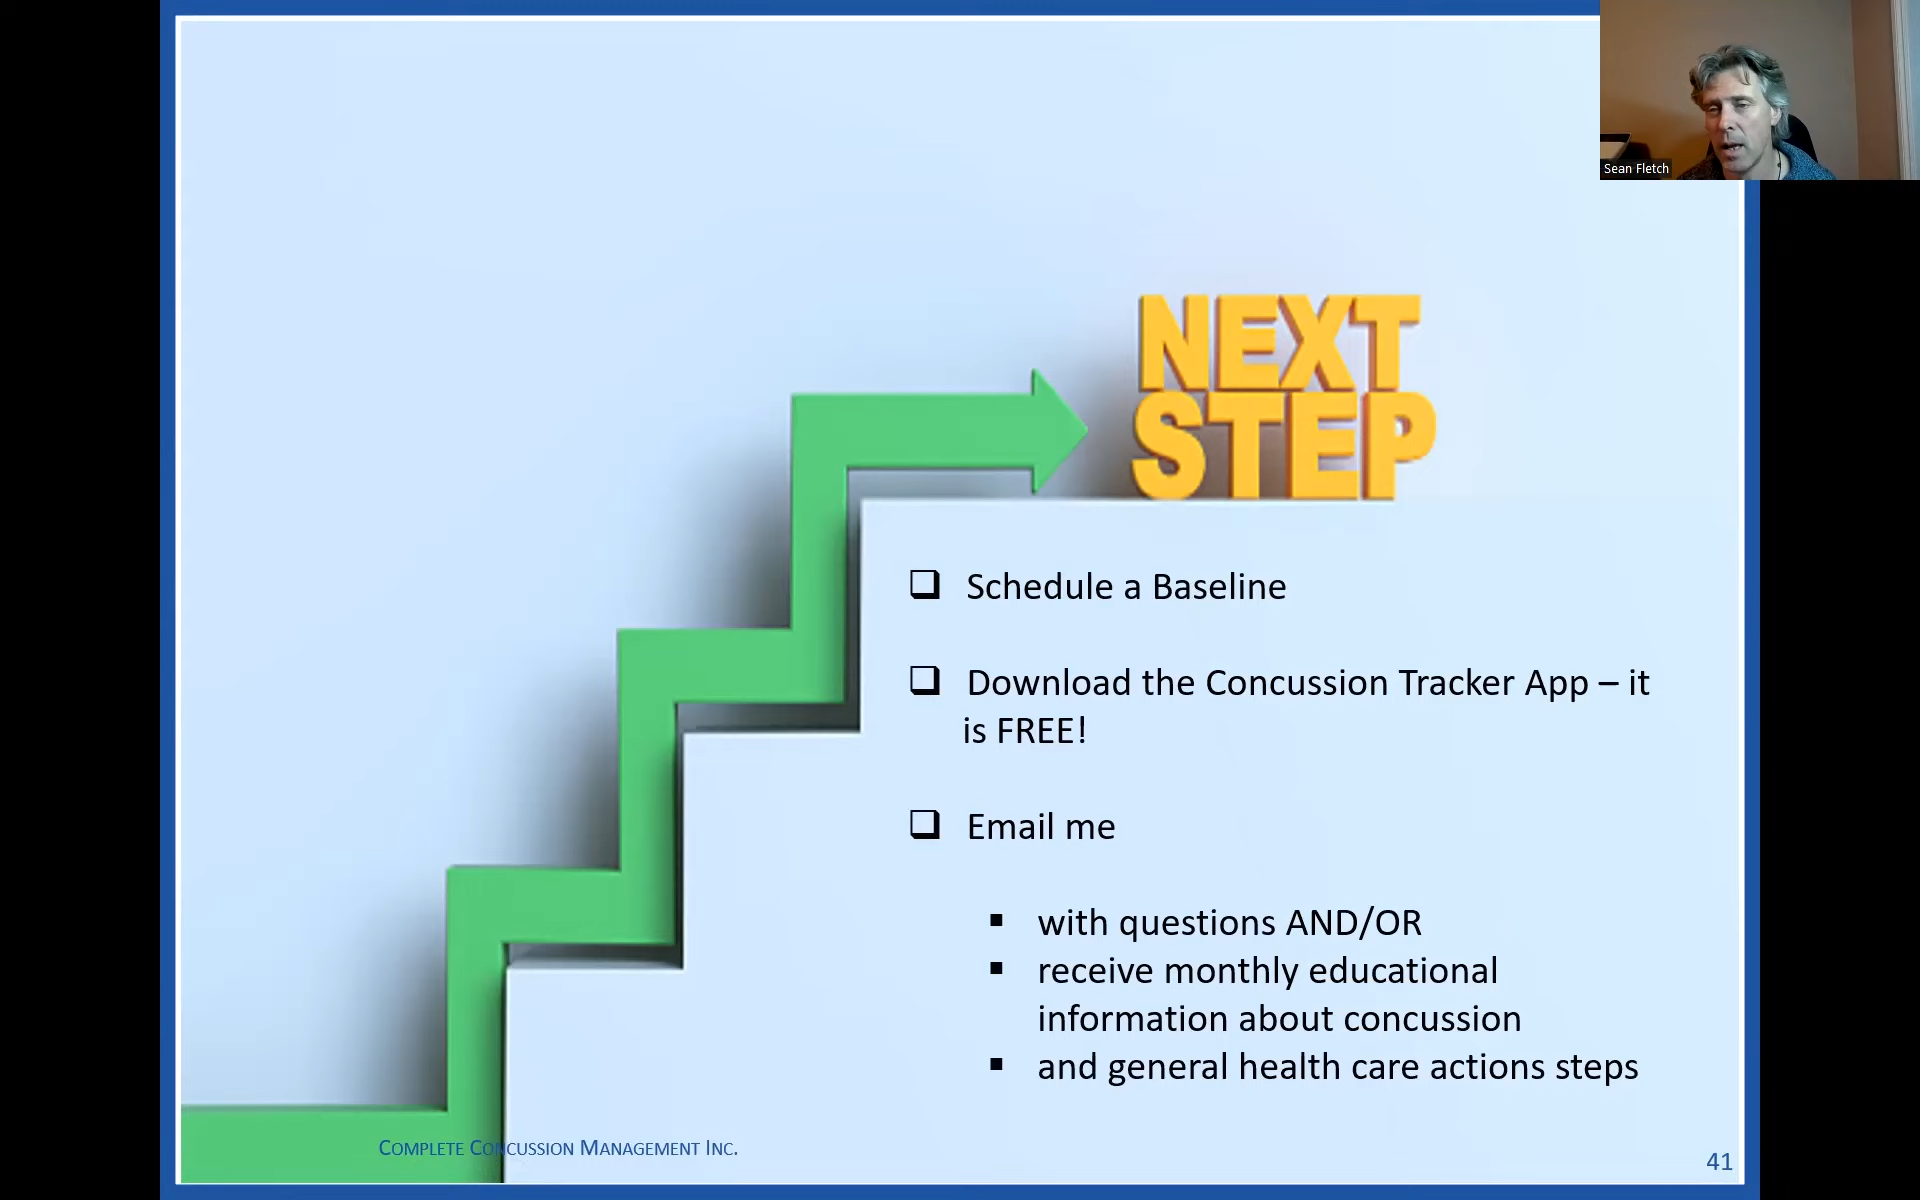 Sean Fletch
NEXT
STEP
❑ Schedule a Baseline
❑ Download the Concussion Tracker App – it
is FREE!
❑ Email me
▪ with questions AND/OR
▪ receive monthly educational
information about concussion
▪ and general health care actions steps
COMPLETE CONCUSSION MANAGEMENT INC.
41